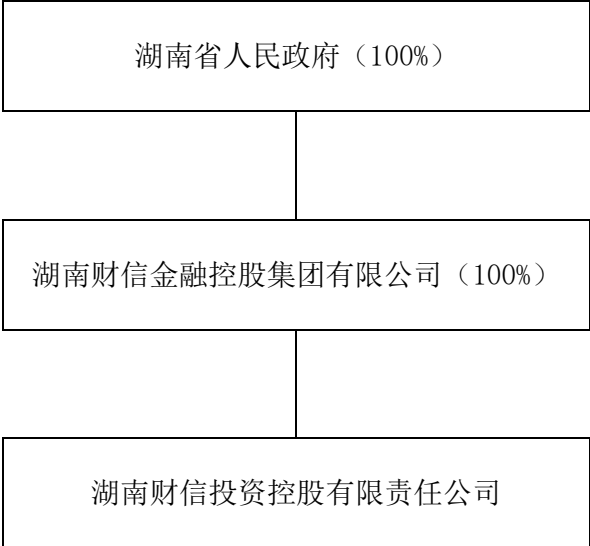 湖南省人民政府（100%）
湖南财信金融控股集团有限公司（100%）
湖南财信投资控股有限责任公司